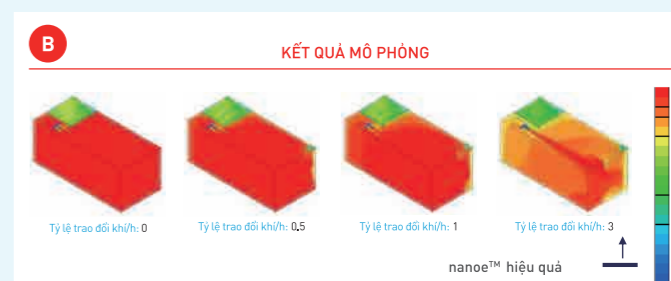 B
KẾT QUẢ MÔ PHỎNG
Tỷ lệ trao đổi khí/h: 0
Tỷ lệ trao đổi khí/h: 0,5
Tỷ lệ trao đổi khí/h: 1
Tỷ lệ trao đổi khí/h: 3
nanoe™ hiệu quả